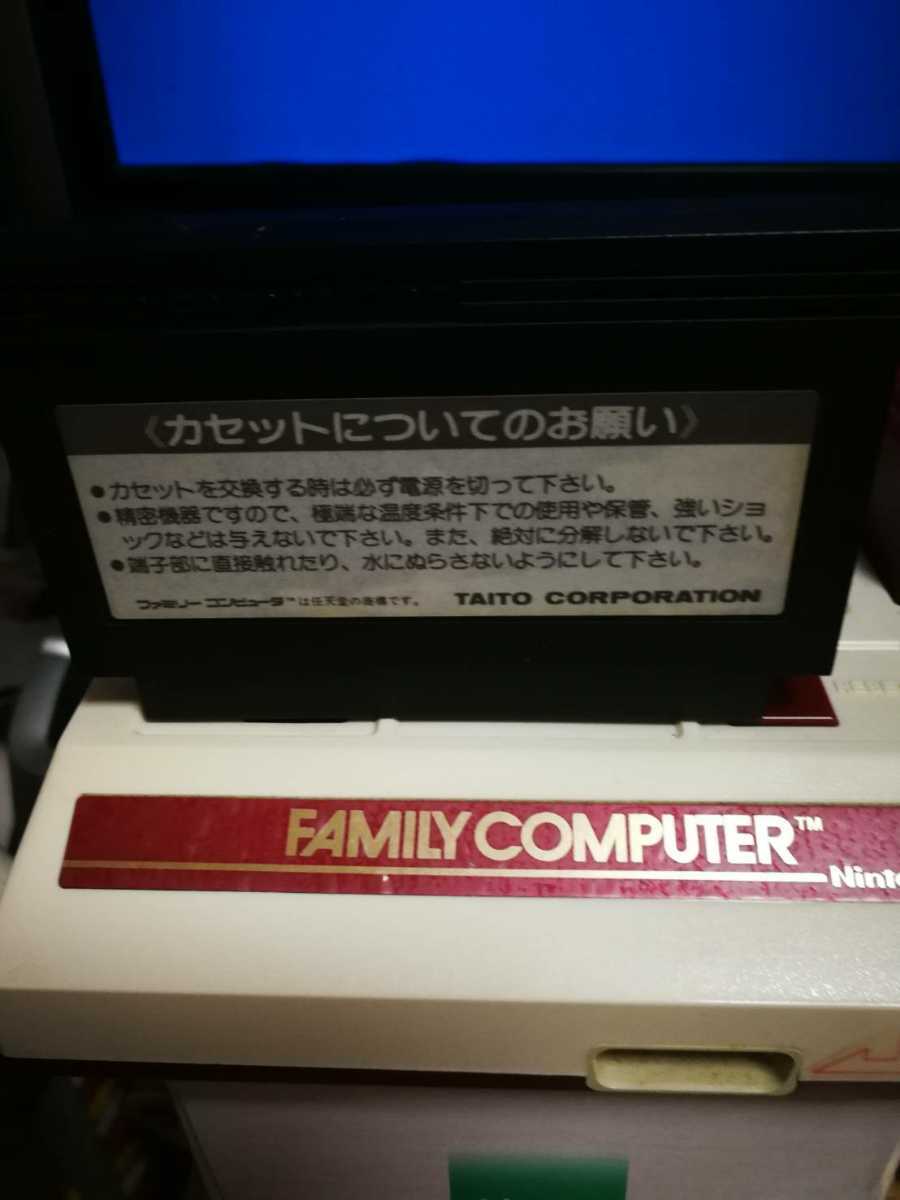 《カセットについてのお願い》
●カセットを交換する時は必ず電源を切って下さい。
●精密機器ですので、極端な温度条件下での使用や保管、強いショ
ックなどは与えないで下さい。また、絶対に分解しないで下さい。
●端子部に直接触れたり、水にぬらさないようにして下さい。
ファミリーコンピュータ™は任天堂の商標です。 TAITO CORPORATION
FAMILY COMPUTER™